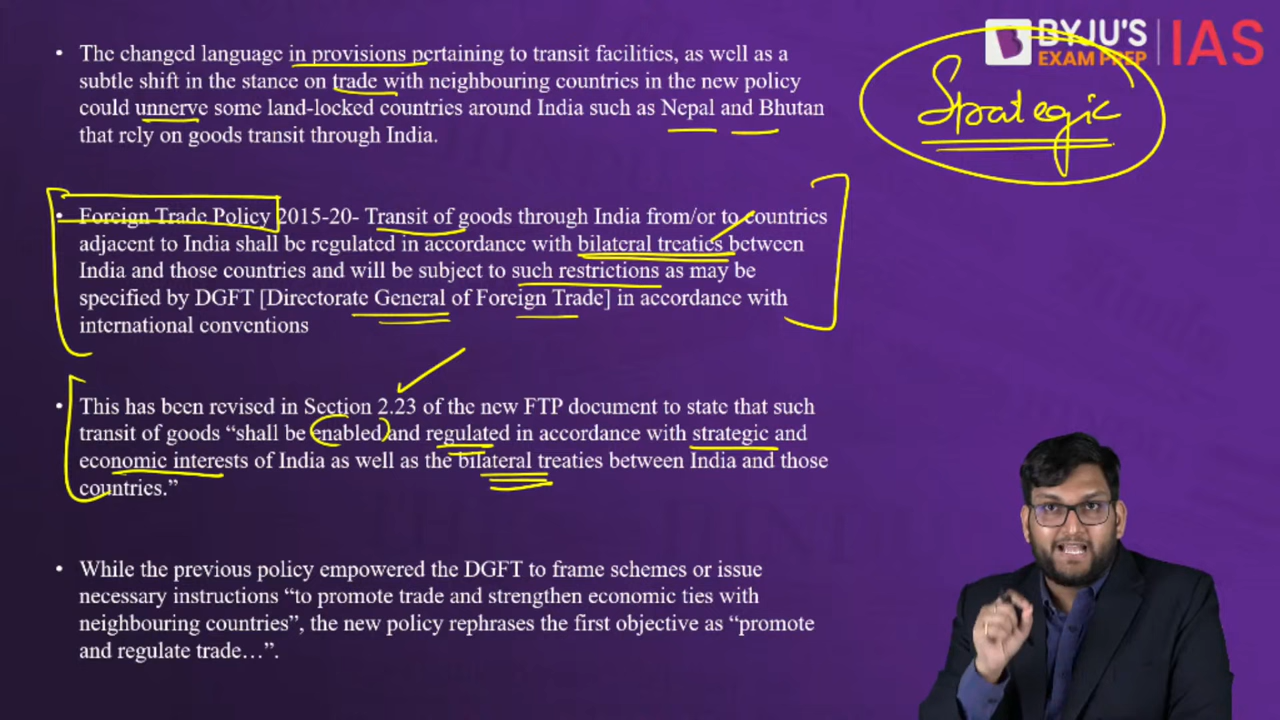 BYJU'S
EXAM PREP
IAS
Strategic
• The changed language in provisions pertaining to transit facilities, as well as a
subtle shift in the stance on trade with neighbouring countries in the new policy
could unnerve some land-locked countries around India such as Nepal and Bhutan
that rely on goods transit through India.
• Foreign Trade Policy 2015-20- Transit of goods through India from/or to countries
adjacent to India shall be regulated in accordance with bilateral treaties between
India and those countries and will be subject to such restrictions as may be
specified by DGFT [Directorate General of Foreign Trade] in accordance with
international conventions
• This has been revised in Section 2.23 of the new FTP document to state that such
transit of goods “shall be enabled and regulated in accordance with strategic and
economic interests of India as well as the bilateral treaties between India and those
countries.”
• While the previous policy empowered the DGFT to frame schemes or issue
necessary instructions “to promote trade and strengthen economic ties with
neighbouring countries”, the new policy rephrases the first objective as “promote
and regulate trade…”.